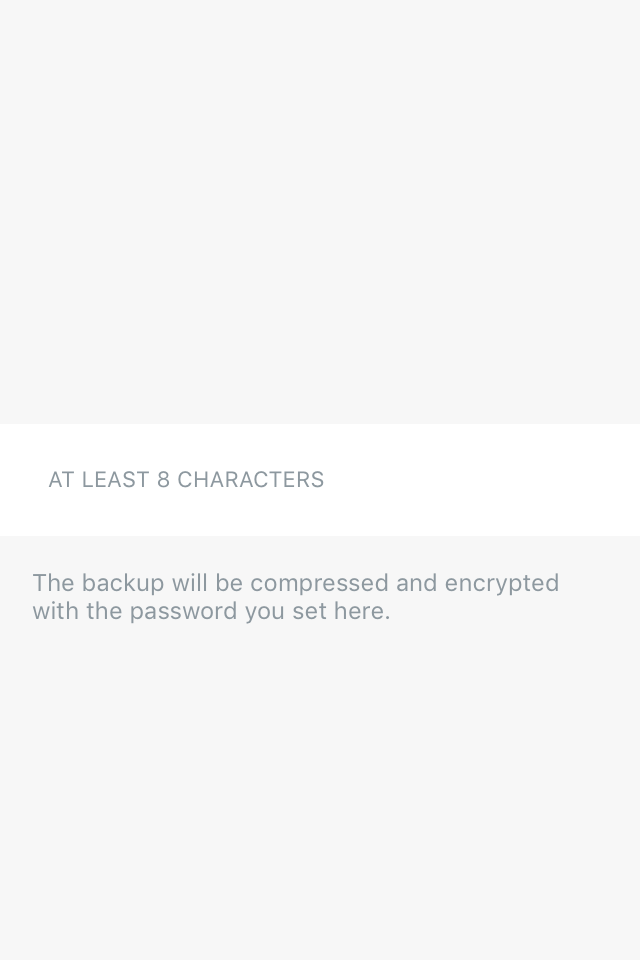 AT LEAST 8 CHARACTERS
The backup will be compressed and encrypted
with the password you set here.